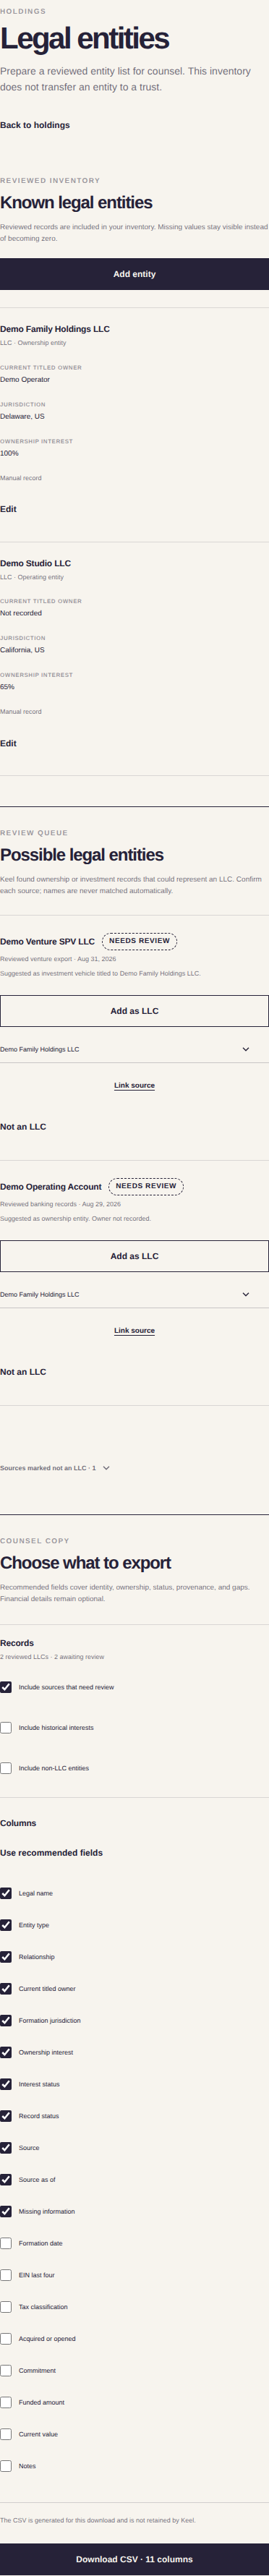 HOLDINGS
Legal entities
Prepare a reviewed entity list for counsel. This inventory
does not transfer an entity to a trust.
Back to holdings
REVIEWED INVENTORY
Known legal entities
Reviewed records are included in your inventory. Missing values stay visible instead
of becoming zero.
Add entity
Demo Family Holdings LLC
LLC · Ownership entity
CURRENT TITLED OWNER
Demo Operator
JURISDICTION
Delaware, US
OWNERSHIP INTEREST
100%
Manual record
Edit
Demo Studio LLC
LLC · Operating entity
CURRENT TITLED OWNER
Not recorded
JURISDICTION
California, US
OWNERSHIP INTEREST
65%
Manual record
Edit
REVIEW QUEUE
Possible legal entities
Keel found ownership or investment records that could represent an LLC. Confirm
each source; names are never matched automatically.
Demo Venture SPV LLC NEEDS REVIEW
Reviewed venture export · Aug 31, 2026
Suggested as investment vehicle titled to Demo Family Holdings LLC.
Add as LLC
Demo Family Holdings LLC
Link source
Not an LLC
Demo Operating Account NEEDS REVIEW
Reviewed banking records · Aug 29, 2026
Suggested as ownership entity. Owner not recorded.
Add as LLC
Demo Family Holdings LLC
Link source
Not an LLC
Sources marked not an LLC · 1
COUNSEL COPY
Choose what to export
Recommended fields cover identity, ownership, status, provenance, and gaps.
Financial details remain optional.
Records
2 reviewed LLCs · 2 awaiting review
Include sources that need review
Include historical interests
Include non-LLC entities
Columns
Use recommended fields
Legal name
Entity type
Relationship
Current titled owner
Formation jurisdiction
Ownership interest
Interest status
Record status
Source
Source as of
Missing information
Formation date
EIN last four
Tax classification
Acquired or opened
Commitment
Funded amount
Current value
Notes
The CSV is generated for this download and is not retained by Keel.
Download CSV · 11 columns